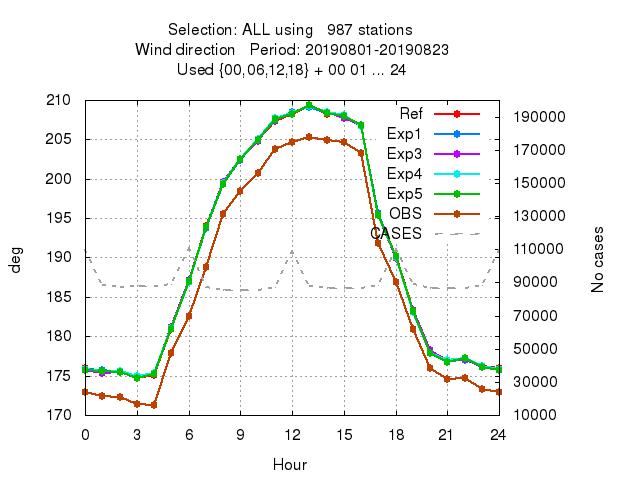 Selection: ALL using 987 stations
Wind direction Period: 20190801-20190823
Used {00,06,12,18} + 00 01 ... 24
deg
210
205
200
195
190
185
180
175
170
0 3 6 9 12 15 18 21 24
Hour
Ref
Exp1
Exp3
Exp4
Exp5
OBS
CASES
190000
170000
150000
130000
110000
90000
70000
50000
30000
10000
No cases